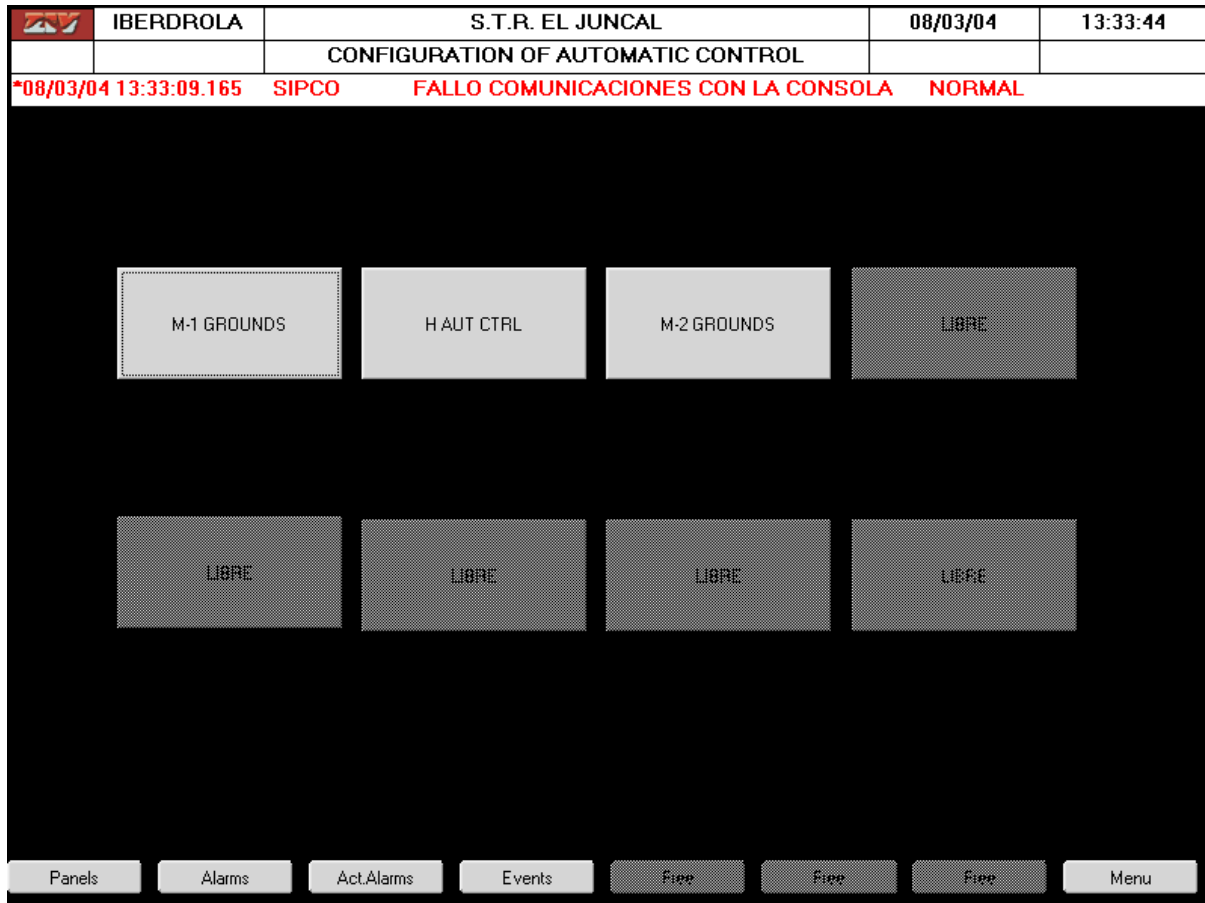 ZIV IBERDROLA S.T.R. EL JUNCAL 08/03/04 13:33:44
CONFIGURATION OF AUTOMATIC CONTROL
*08/03/04 13:33:09.165 SIPCO FALLO COMUNICACIONES CON LA CONSOLA NORMAL
M-1 GROUNDS H AUT CTRL M-2 GROUNDS LIBRE
LIBRE LIBRE LIBRE LIBRE
Panels Alarms Act.Alarms Events Free Free Free Menu